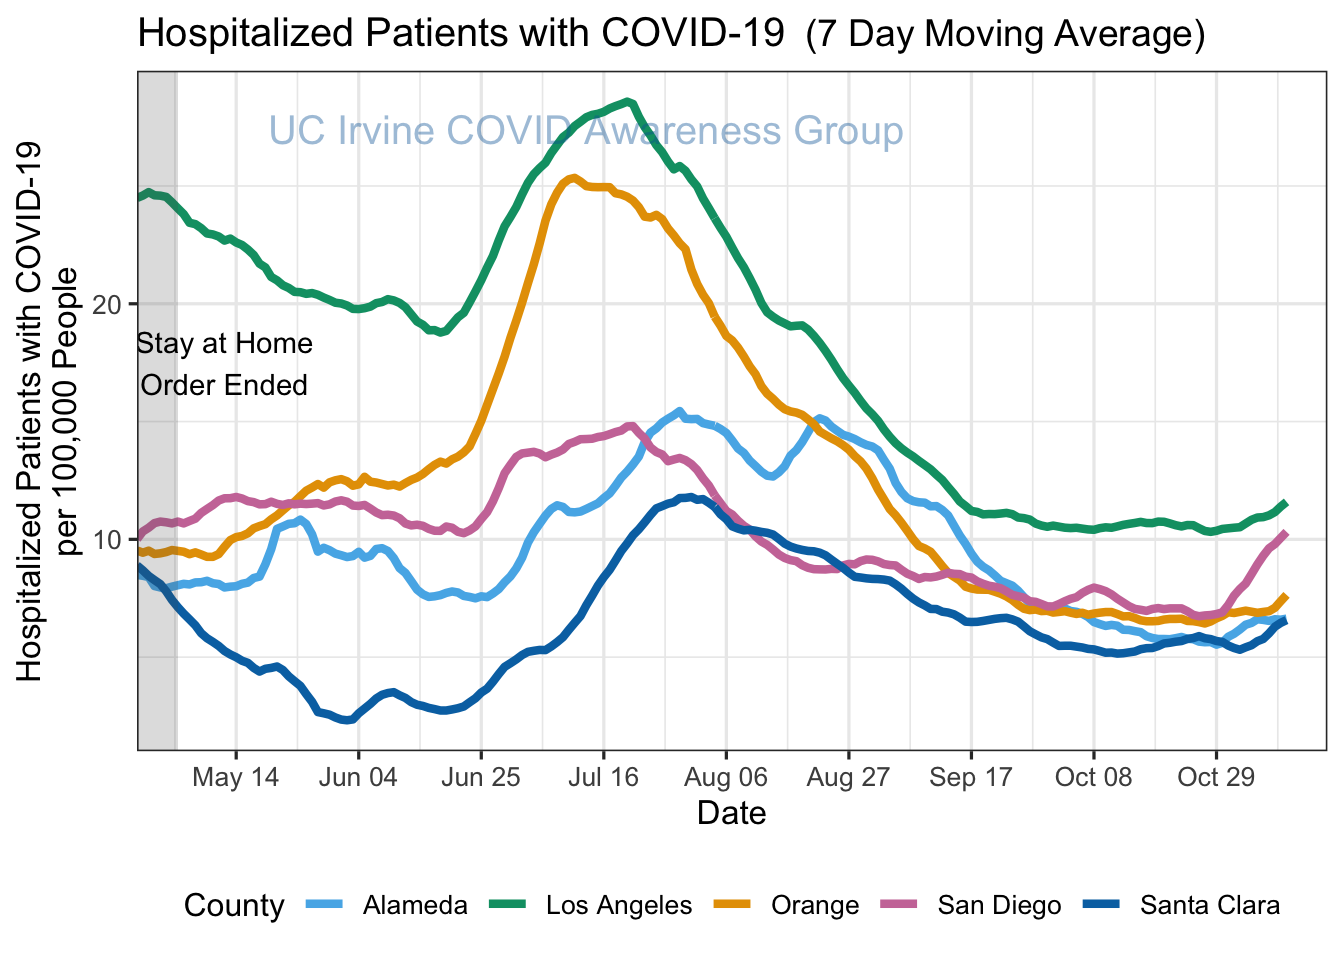 Hospitalized Patients with COVID-19  (7 Day Moving Average)
UC Irvine COVID Awareness Group
Hospitalized Patients with COVID-19
per 100,000 People
20
10
Stay at Home
Order Ended
May 14 Jun 04 Jun 25 Jul 16 Aug 06 Aug 27 Sep 17 Oct 08 Oct 29
Date
County Alameda Los Angeles Orange San Diego Santa Clara